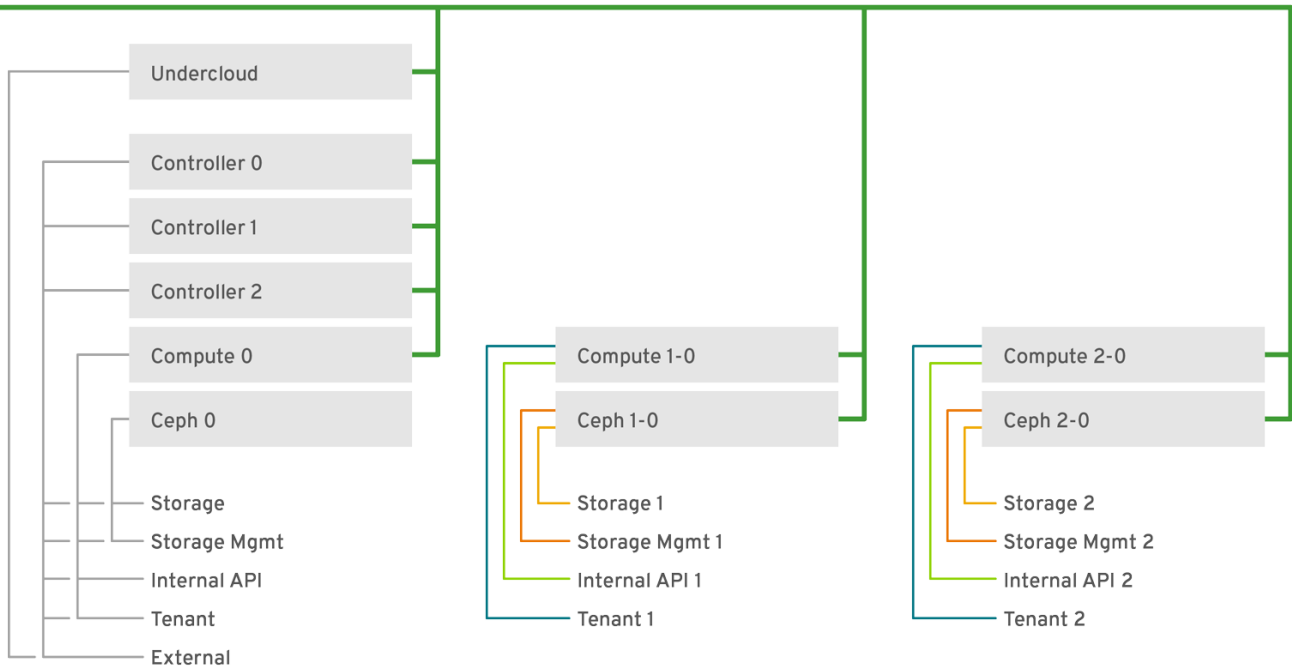 Undercloud
Controller 0
Controller 1
Controller 2
Compute 0
Ceph 0
Storage
Storage Mgmt
Internal API
Tenant
External
Compute 1-0
Ceph 1-0
Storage 1
Storage Mgmt 1
Internal API 1
Tenant 1
Compute 2-0
Ceph 2-0
Storage 2
Storage Mgmt 2
Internal API 2
Tenant 2